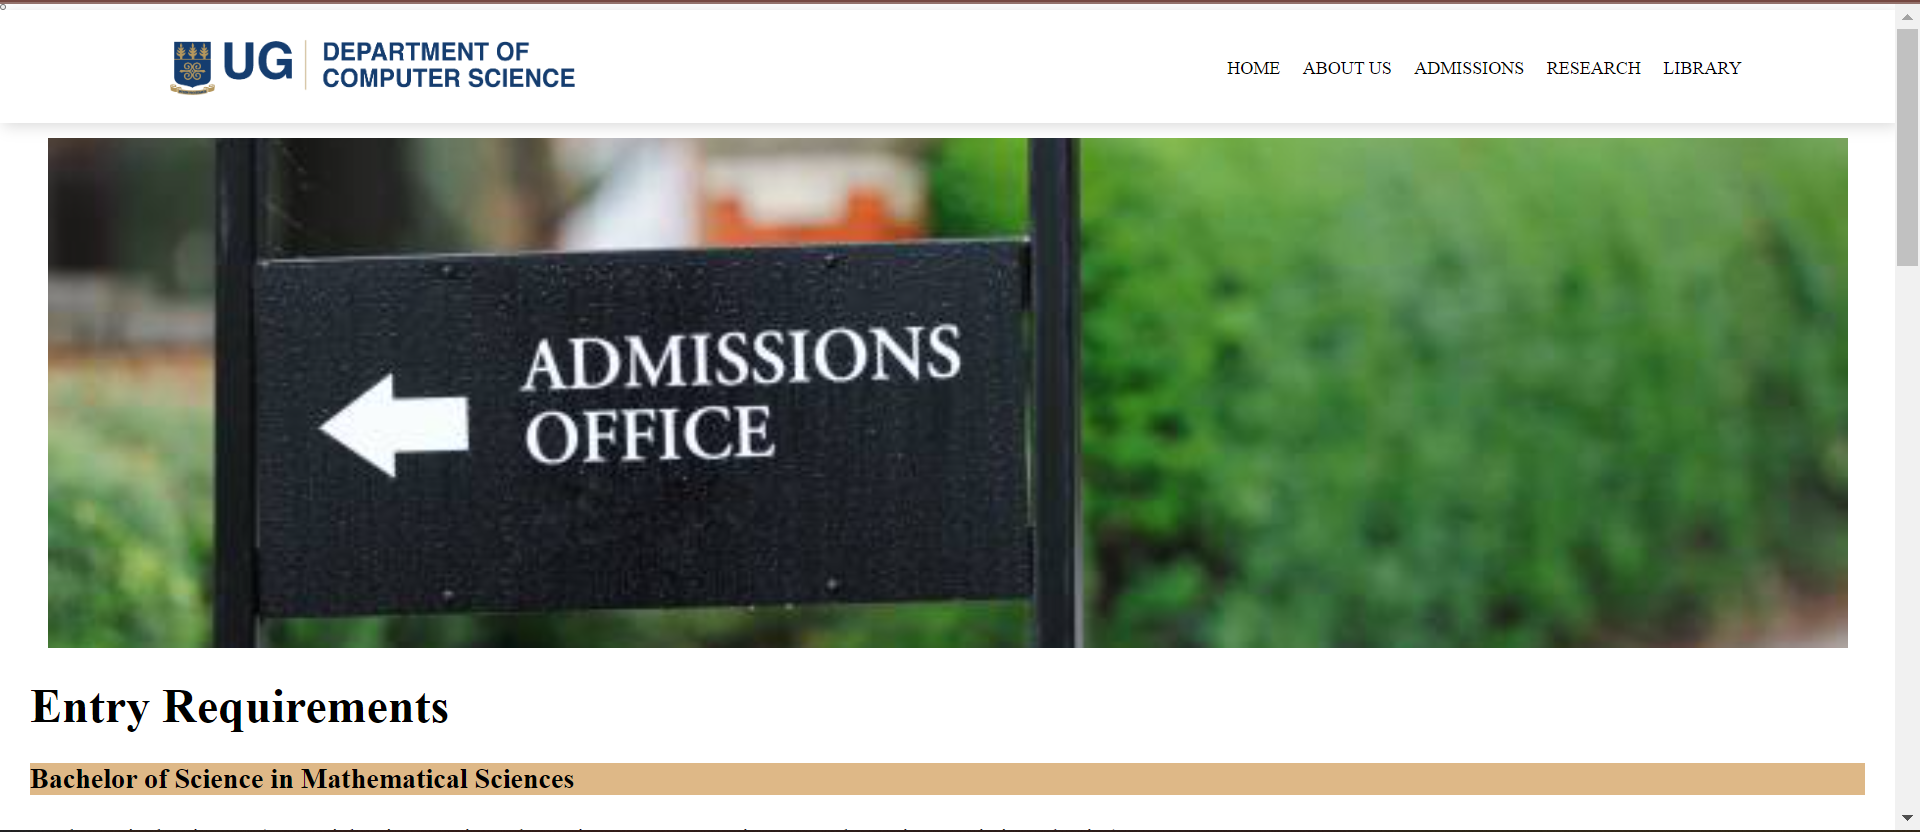 UG
DEPARTMENT OF
COMPUTER SCIENCE
HOME ABOUT US ADMISSIONS RESEARCH LIBRARY
ADMISSIONS
OFFICE
Entry Requirements
Bachelor of Science in Mathematical Sciences